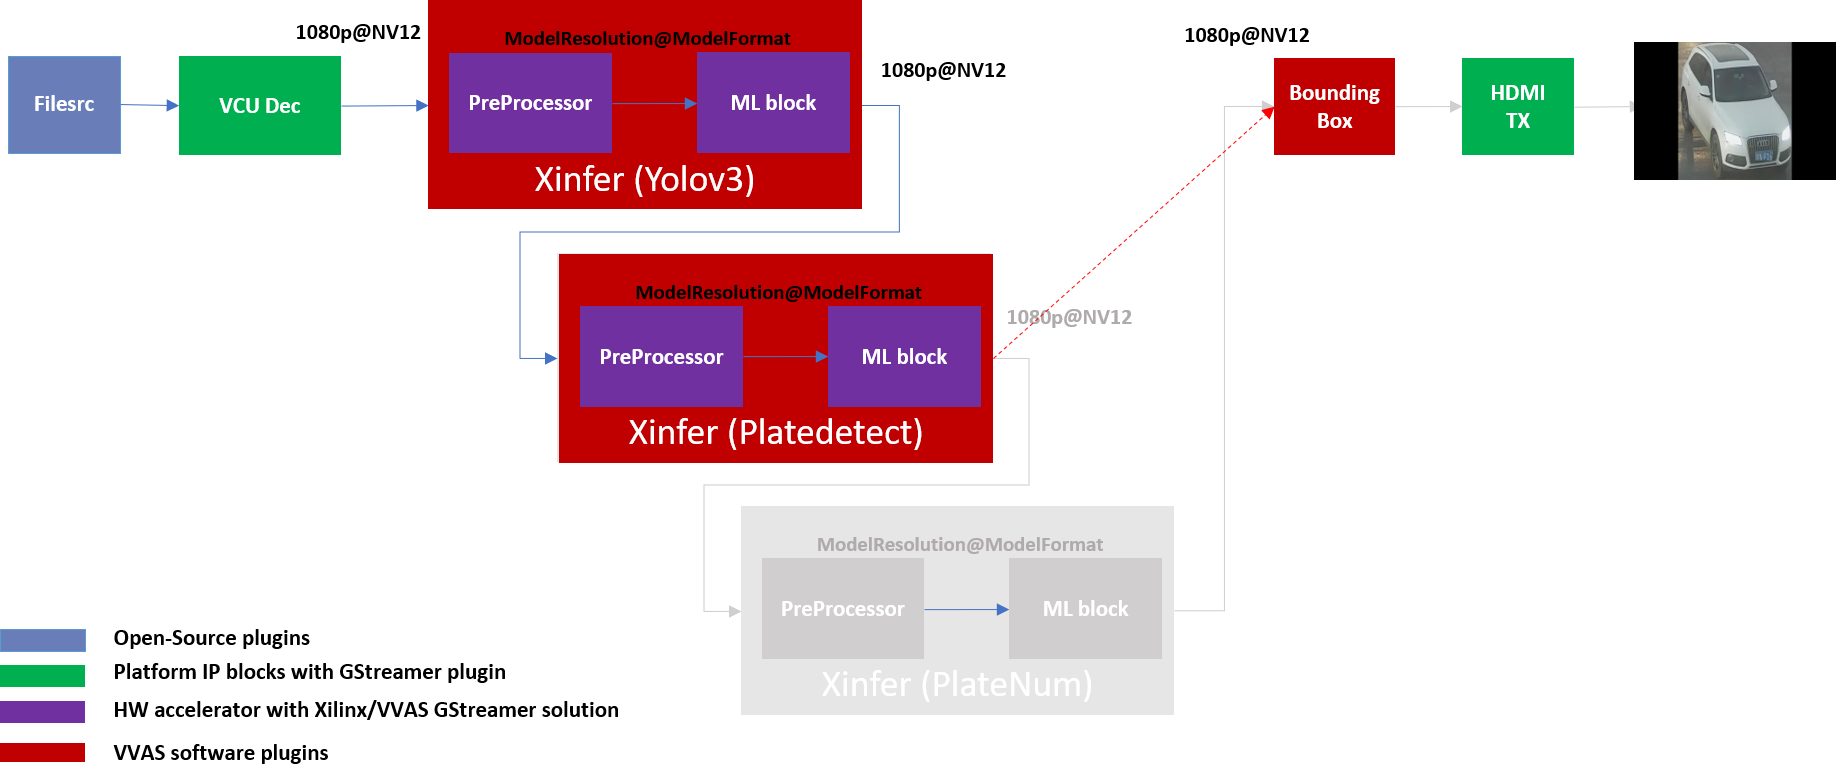 1080p@NV12
Filesrc
VCU Dec
ModelResolution@ModelFormat
PreProcessor
ML block
Xinfer (Yolov3)
1080p@NV12
ModelResolution@ModelFormat
PreProcessor
ML block
Xinfer (Platedetect)
1080p@NV12
ModelResolution@ModelFormat
PreProcessor
ML block
Xinfer (PlateNum)
1080p@NV12
Bounding
Box
HDMI
TX
Open-Source plugins
Platform IP blocks with GStreamer plugin
HW accelerator with Xilinx/VVAS GStreamer solution
VVAS software plugins